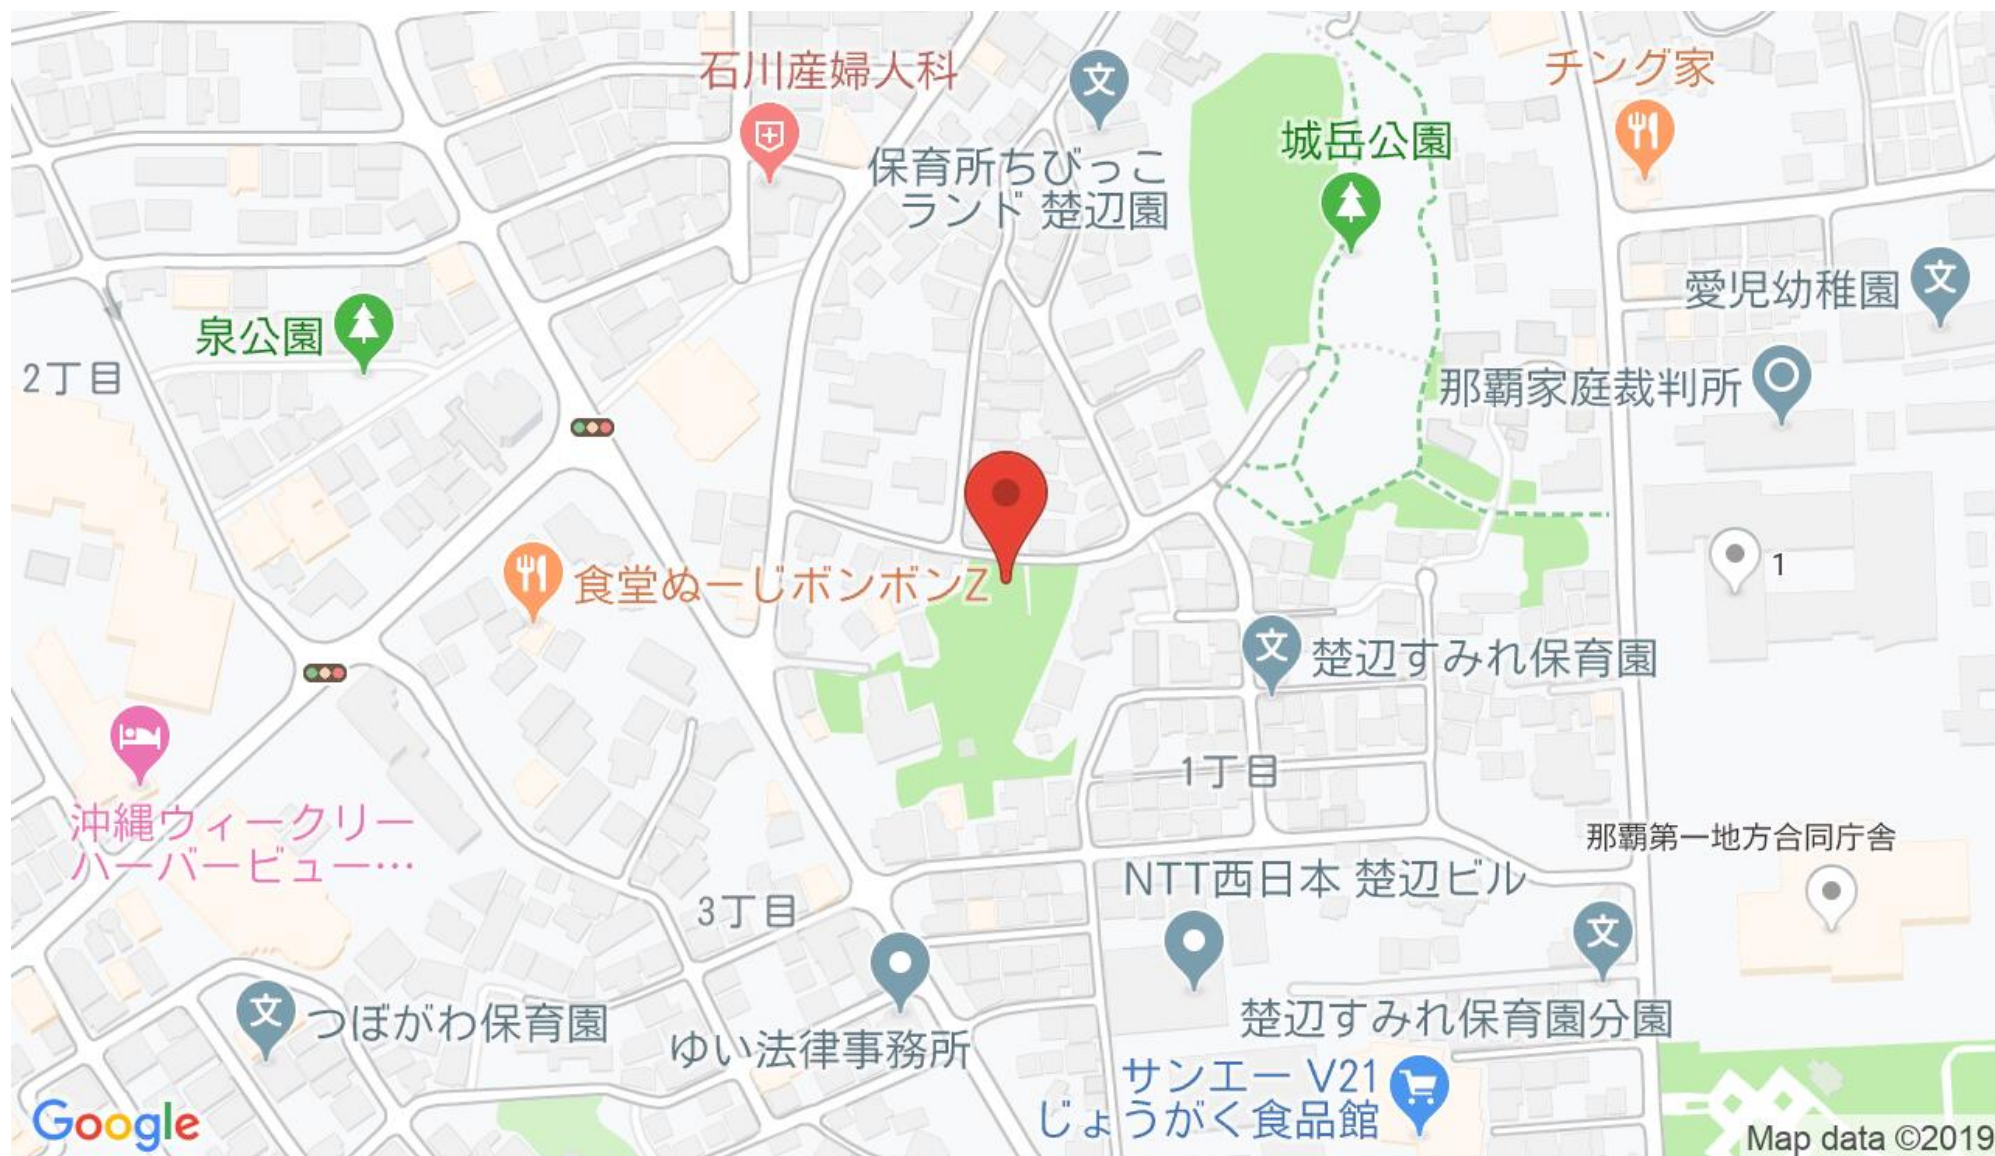 石川産婦人科
チング家
城岳公園
保育所ちびっこ
ランド 楚辺園
愛児幼稚園
泉公園
2丁目
那覇家庭裁判所
1
食堂ぬーじボンボンZ
楚辺すみれ保育園
1丁目
沖縄ウィークリー
ハーバービュー…
那覇第一地方合同庁舎
NTT西日本 楚辺ビル
3丁目
つぼがわ保育園
ゆい法律事務所
楚辺すみれ保育園分園
サンエー V21
じょうがく食品館
Google
Map data ©2019
文
文
文
文
文